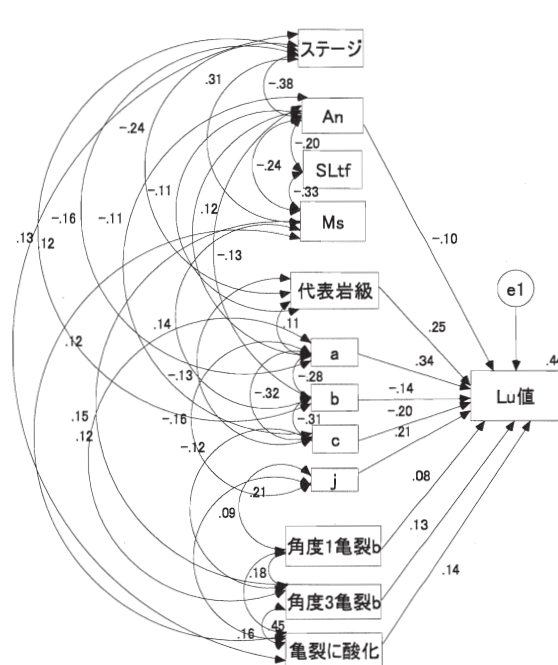 ステージ
.31
-.38
An
-.20
-.24
SLtf
-.24
-.33
-.11
.12
Ms
-.16
-.11
.13
.12
-.13
-.10
代表岩級
e1
.11
.25
.14
.12
a
.34
.44
-.13
-.28
-.32
b
-.14
Lu値
-.20
.15
-.16
-.31
.12
c
.21
-.12
j
.21
.09
.08
角度1亀裂b
.13
.18
.14
角度3亀裂b
.16
.45
亀裂に酸化